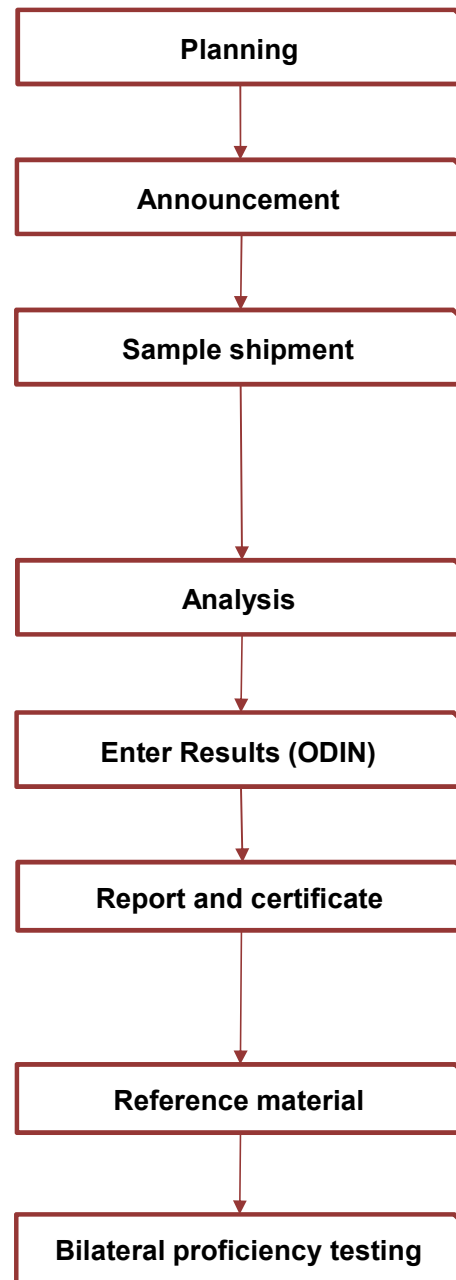 Planning
Announcement
Sample shipment
Analysis
Enter Results (ODIN)
Report and certificate
Reference material
Bilateral proficiency testing